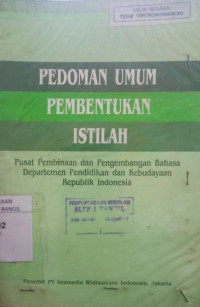 PEDOMAN UMUM
PEMBENTUKAN
ISTILAH
Pusat Pembinaan dan Pengembangan Bahasa
Departemen Pendidikan dan Kebudayaan
Republik Indonesia
Penerbit PT Gramedia Widiasarana Indonesia, Jakarta